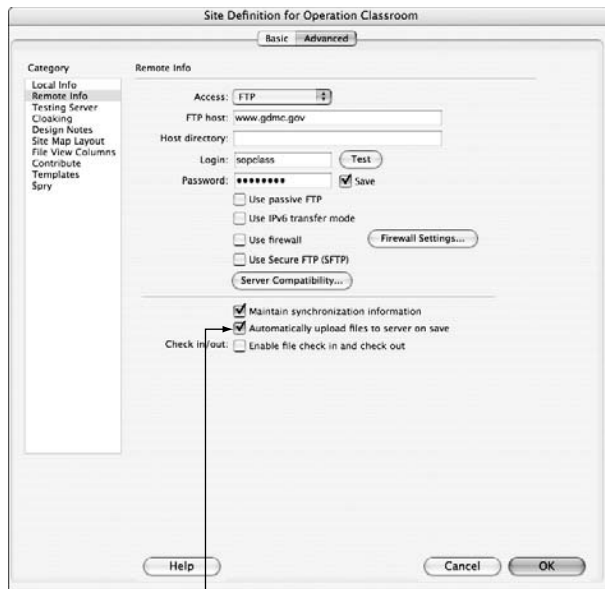 Site Definition for Operation Classroom
Basic Advanced
Category
Local Info
Remote Info
Testing Server
Cloaking
Design Notes
Site Map Layout
File View Columns
Contribute
Templates
Spry
Remote Info
Access: FTP
FTP host: www.gdmc.gov
Host directory:
Login: sopclass Test
Password: •••••••• Save
Use passive FTP
Use IPv6 transfer mode
Use firewall Firewall Settings...
Use Secure FTP (SFTP)
Server Compatibility...
Maintain synchronization information
Automatically upload files to server on save
Check in/out: Enable file check in and check out
Help Cancel OK